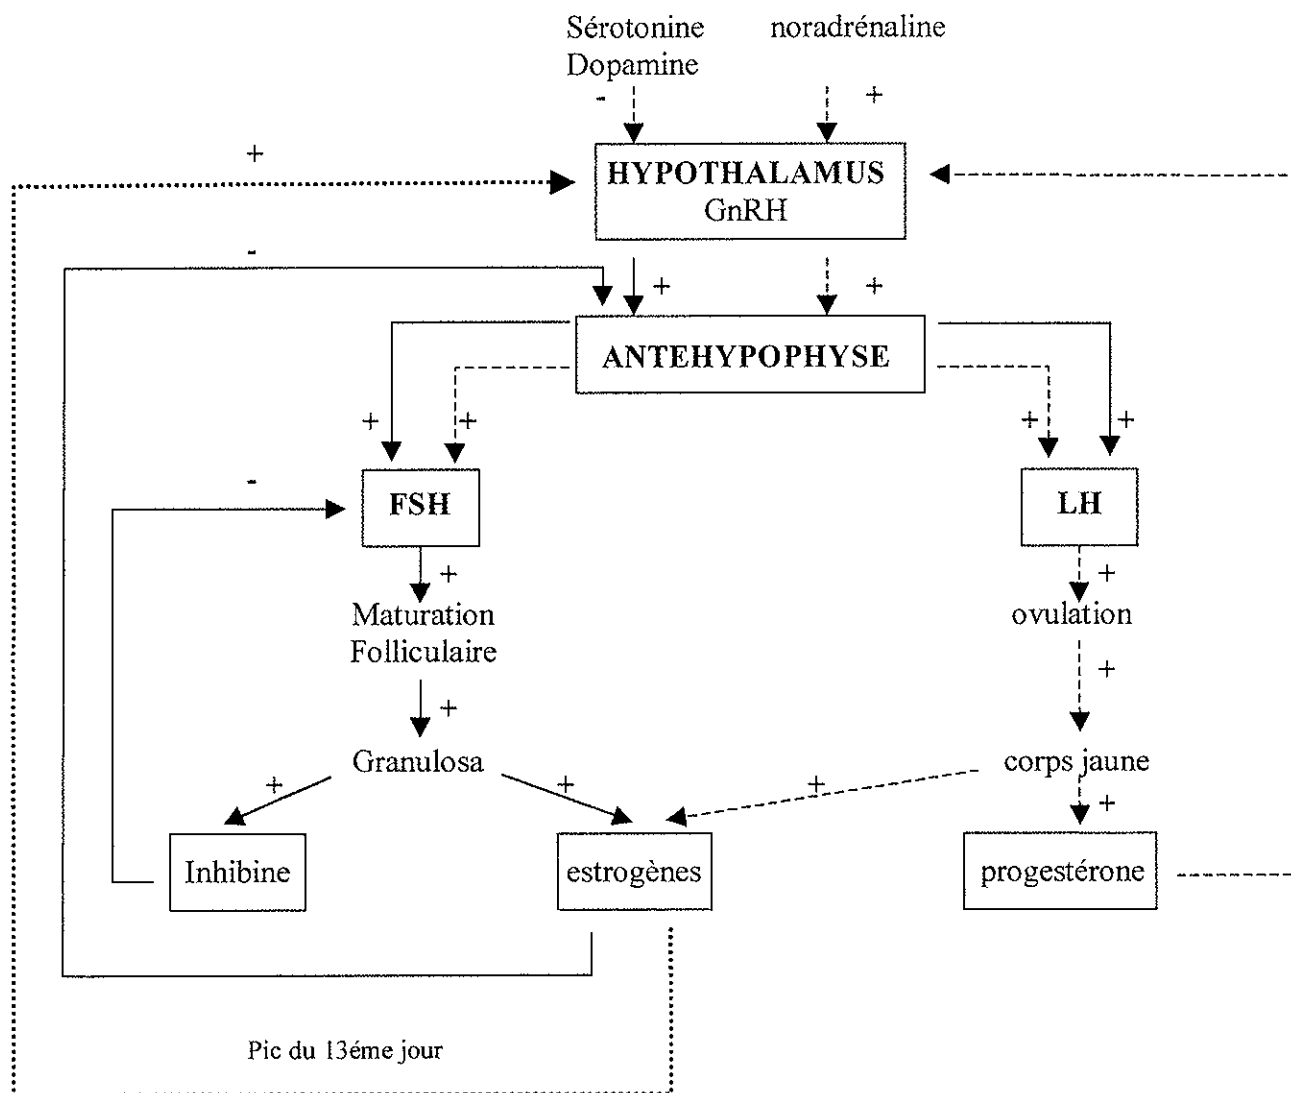 Sérotonine noradrénaline
Dopamine
- +
+
HYPOTHALAMUS
GnRH
-
+ +
ANTEHYPOPHYSE
+ + + +
-
FSH LH
+ +
Maturation ovulation
Folliculaire
+
+
Granulosa corps jaune
+ + + +
Inhibine estrogènes progestérone
Pic du 13éme jour